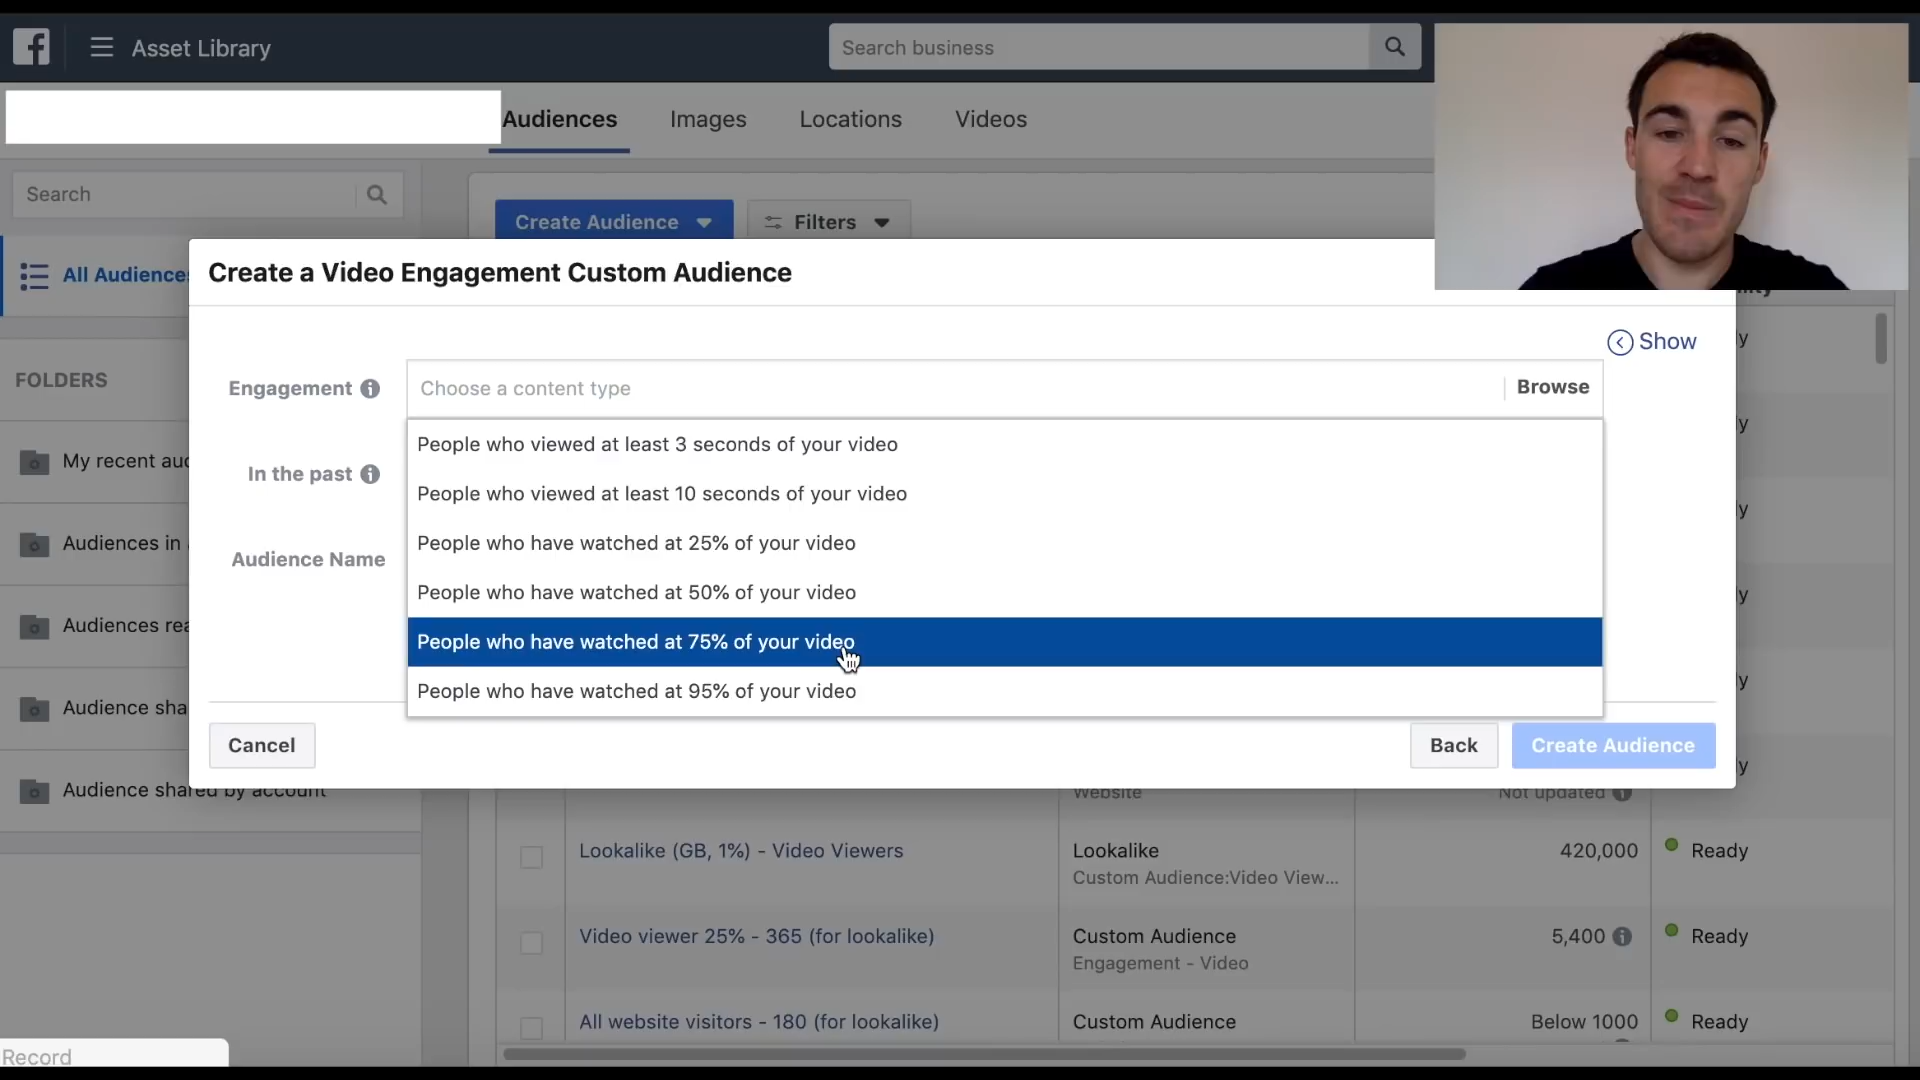 Asset Library
Search business
Audiences
Images
Locations
Videos
Search
Create Audience
Filters
All Audiences
Create a Video Engagement Custom Audience
Show
FOLDERS
Engagement
Choose a content type
Browse
People who viewed at least 3 seconds of your video
My recent
In the past
People who viewed at least 10 seconds of your video
Audiences in
People who have watched at 25% of your video
Audience Name
People who have watched at 50% of your video
Audiences
People who have watched at 75% of your video
People who have watched at 95% of your video
Audience
Cancel
Back
Create Audience
Audience shared by account
Website
Not updated
Lookalike (GB, 1%) - Video Viewers
Lookalike
420,000
Ready
Custom Audience:Video View...
Video viewer 25% - 365 (for lookalike)
Custom Audience
5,400
Ready
Engagement - Video
All website visitors - 180 (for lookalike)
Custom Audience
Below 1000
Ready
Record